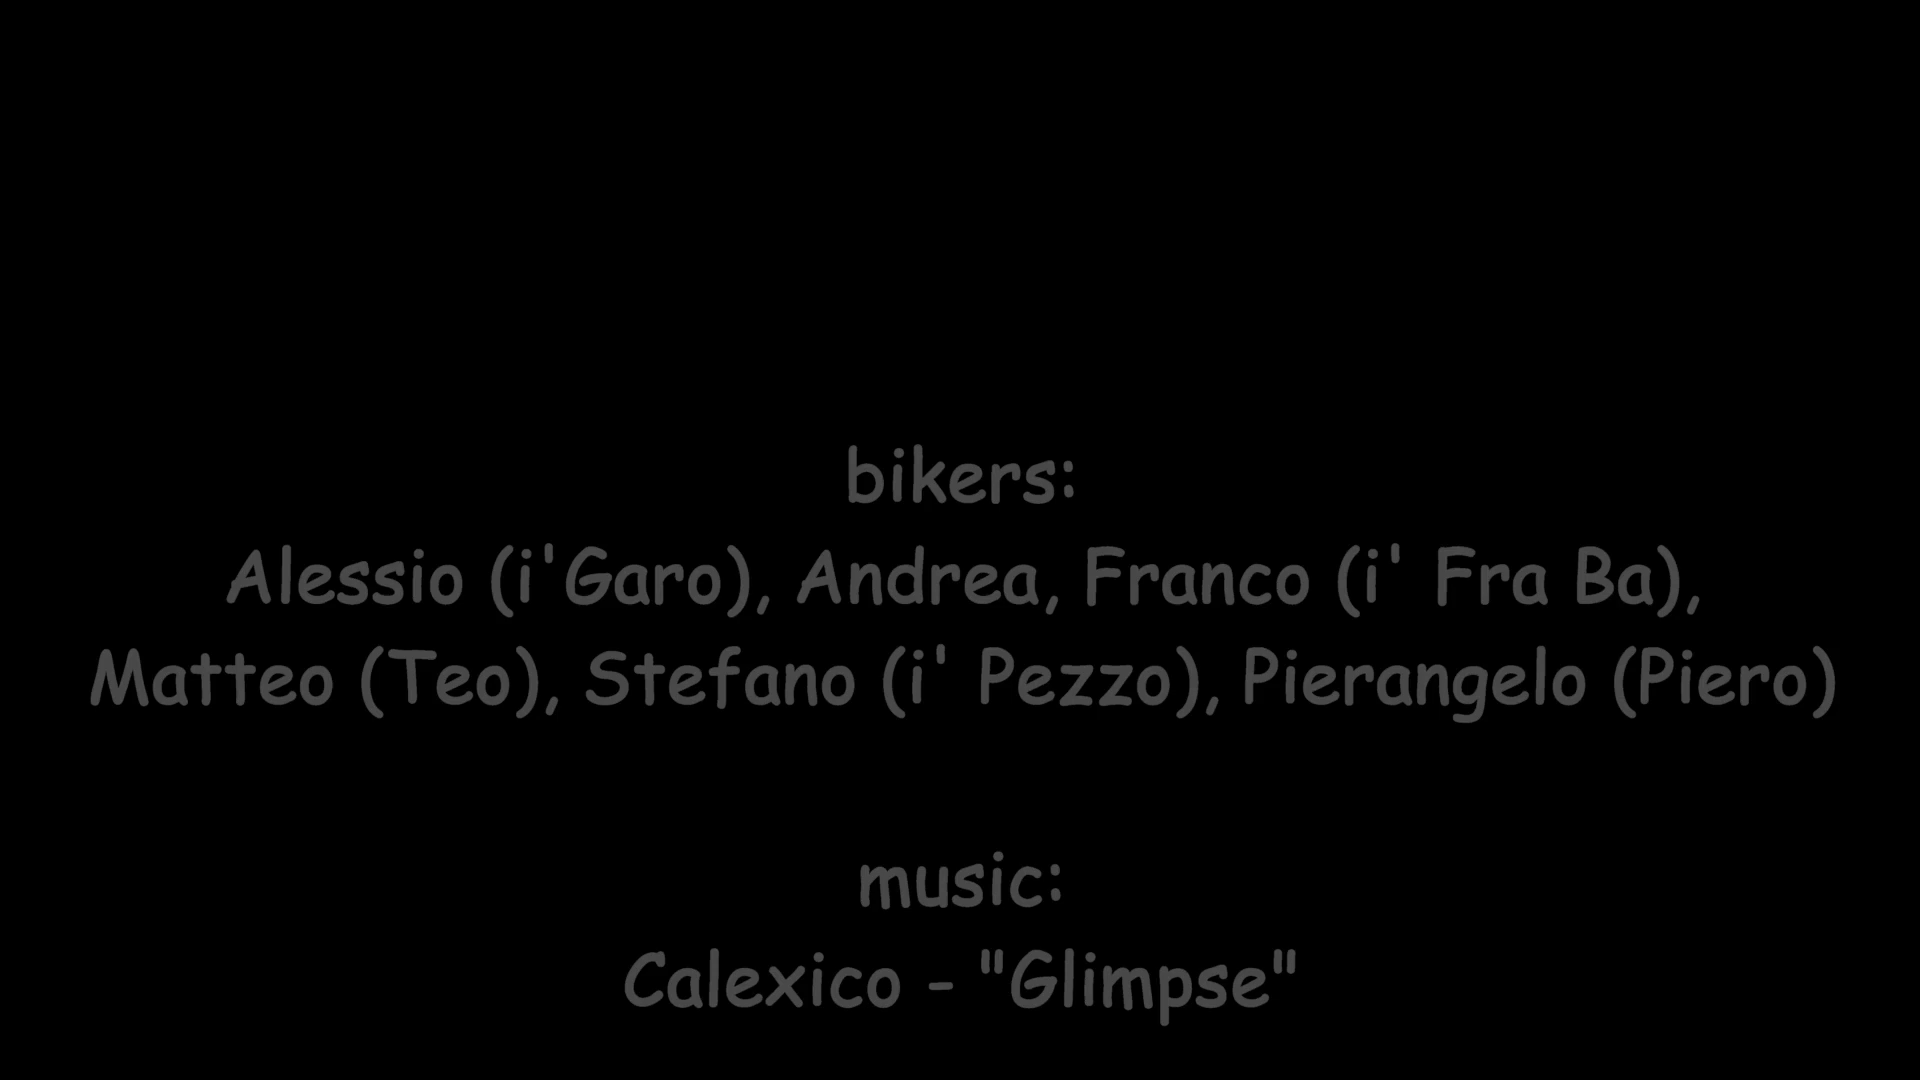 bikers:
Alessio (i'Garo), Andrea, Franco (i' Fra Ba),
Matteo (Teo), Stefano (i' Pezzo), Pierangelo (Piero)
music:
Calexico - "Glimpse"